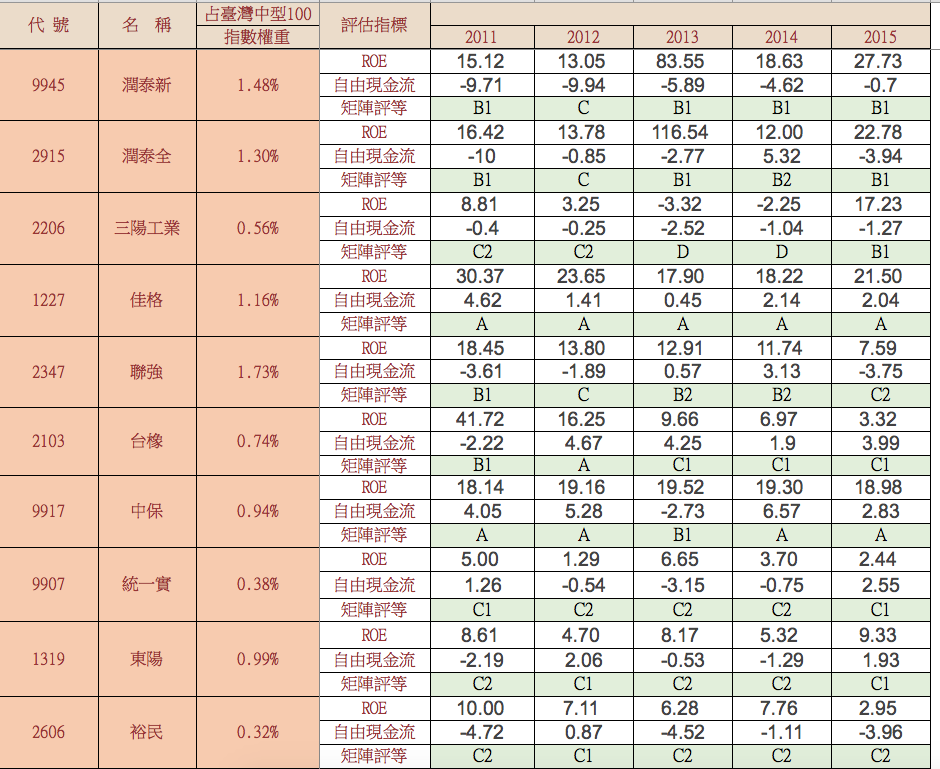 代 號 名 稱 占臺灣中型100 指數權重 評估指標 2011 2012 2013 2014 2015
ROE 15.12 13.05 83.55 18.63 27.73
9945 潤泰新 1.48% 自由現金流 -9.71 -9.94 -5.89 -4.62 -0.7
矩陣評等 B1 C B1 B1 B1
ROE 16.42 13.78 116.54 12.00 22.78
2915 潤泰全 1.30% 自由現金流 -10 -0.85 -2.77 5.32 -3.94
矩陣評等 B1 C B1 B2 B1
ROE 8.81 3.25 -3.32 -2.25 17.23
2206 三陽工業 0.56% 自由現金流 -0.4 -0.25 -2.52 -1.04 -1.27
矩陣評等 C2 C2 D D B1
ROE 30.37 23.65 17.90 18.22 21.50
1227 佳格 1.16% 自由現金流 4.62 1.41 0.45 2.14 2.04
矩陣評等 A A A A A
ROE 18.45 13.80 12.91 11.74 7.59
2347 聯強 1.73% 自由現金流 -3.61 -1.89 0.57 3.13 -3.75
矩陣評等 B1 C B2 B2 C2
ROE 41.72 16.25 9.66 6.97 3.32
2103 台橡 0.74% 自由現金流 -2.22 4.67 4.25 1.9 3.99
矩陣評等 B1 A C1 C1 C1
ROE 18.14 19.16 19.52 19.30 18.98
9917 中保 0.94% 自由現金流 4.05 5.28 -2.73 6.57 2.83
矩陣評等 A A B1 A A
ROE 5.00 1.29 6.65 3.70 2.44
9907 統一實 0.38% 自由現金流 1.26 -0.54 -3.15 -0.75 2.55
矩陣評等 C1 C2 C2 C2 C1
ROE 8.61 4.70 8.17 5.32 9.33
1319 東陽 0.99% 自由現金流 -2.19 2.06 -0.53 -1.29 1.93
矩陣評等 C2 C1 C2 C2 C1
ROE 10.00 7.11 6.28 7.76 2.95
2606 裕民 0.32% 自由現金流 -4.72 0.87 -4.52 -1.11 -3.96
矩陣評等 C2 C1 C2 C2 C2